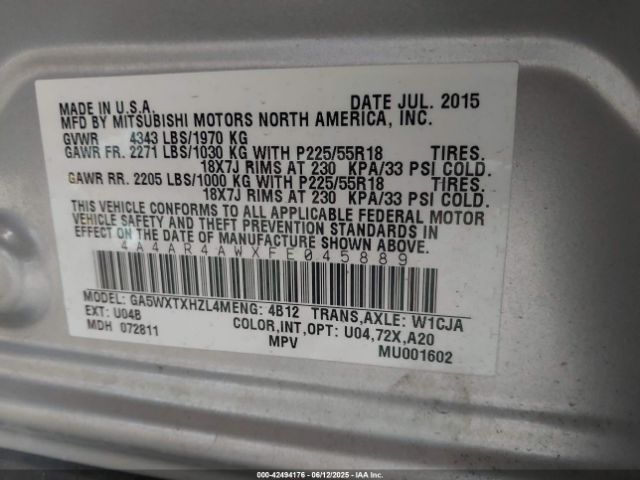 MADE IN U.S.A. DATE JUL. 2015
MFD BY MITSUBISHI MOTORS NORTH AMERICA, INC.
GVWR 4343 LBS/1970 KG
GAWR FR. 2271 LBS/1030 KG WITH P225/55R18 TIRES.
18X7J RIMS AT 230 KPA/33 PSI COLD.
GAWR RR. 2205 LBS/1000 KG WITH P225/55R18 TIRES.
18X7J RIMS AT 230 KPA/33 PSI COLD.
THIS VEHICLE CONFORMS TO ALL APPLICABLE FEDERAL MOTOR
VEHICLE SAFETY AND THEFT PREVENTION STANDARDS IN
EFFECT ON THE DATE OF MANUFACTURE SHOWN ABOVE.
4A4AR4AWXFE045889
MODEL: GA5WXTXHZL4MENG: 4B12 TRANS,AXLE: W1CJA
EXT: U04B COLOR,INT,OPT: U04,72X,A20
MDH 072811 MPV MU001602
000-42494176 • 06/12/2025 • IAA Inc.